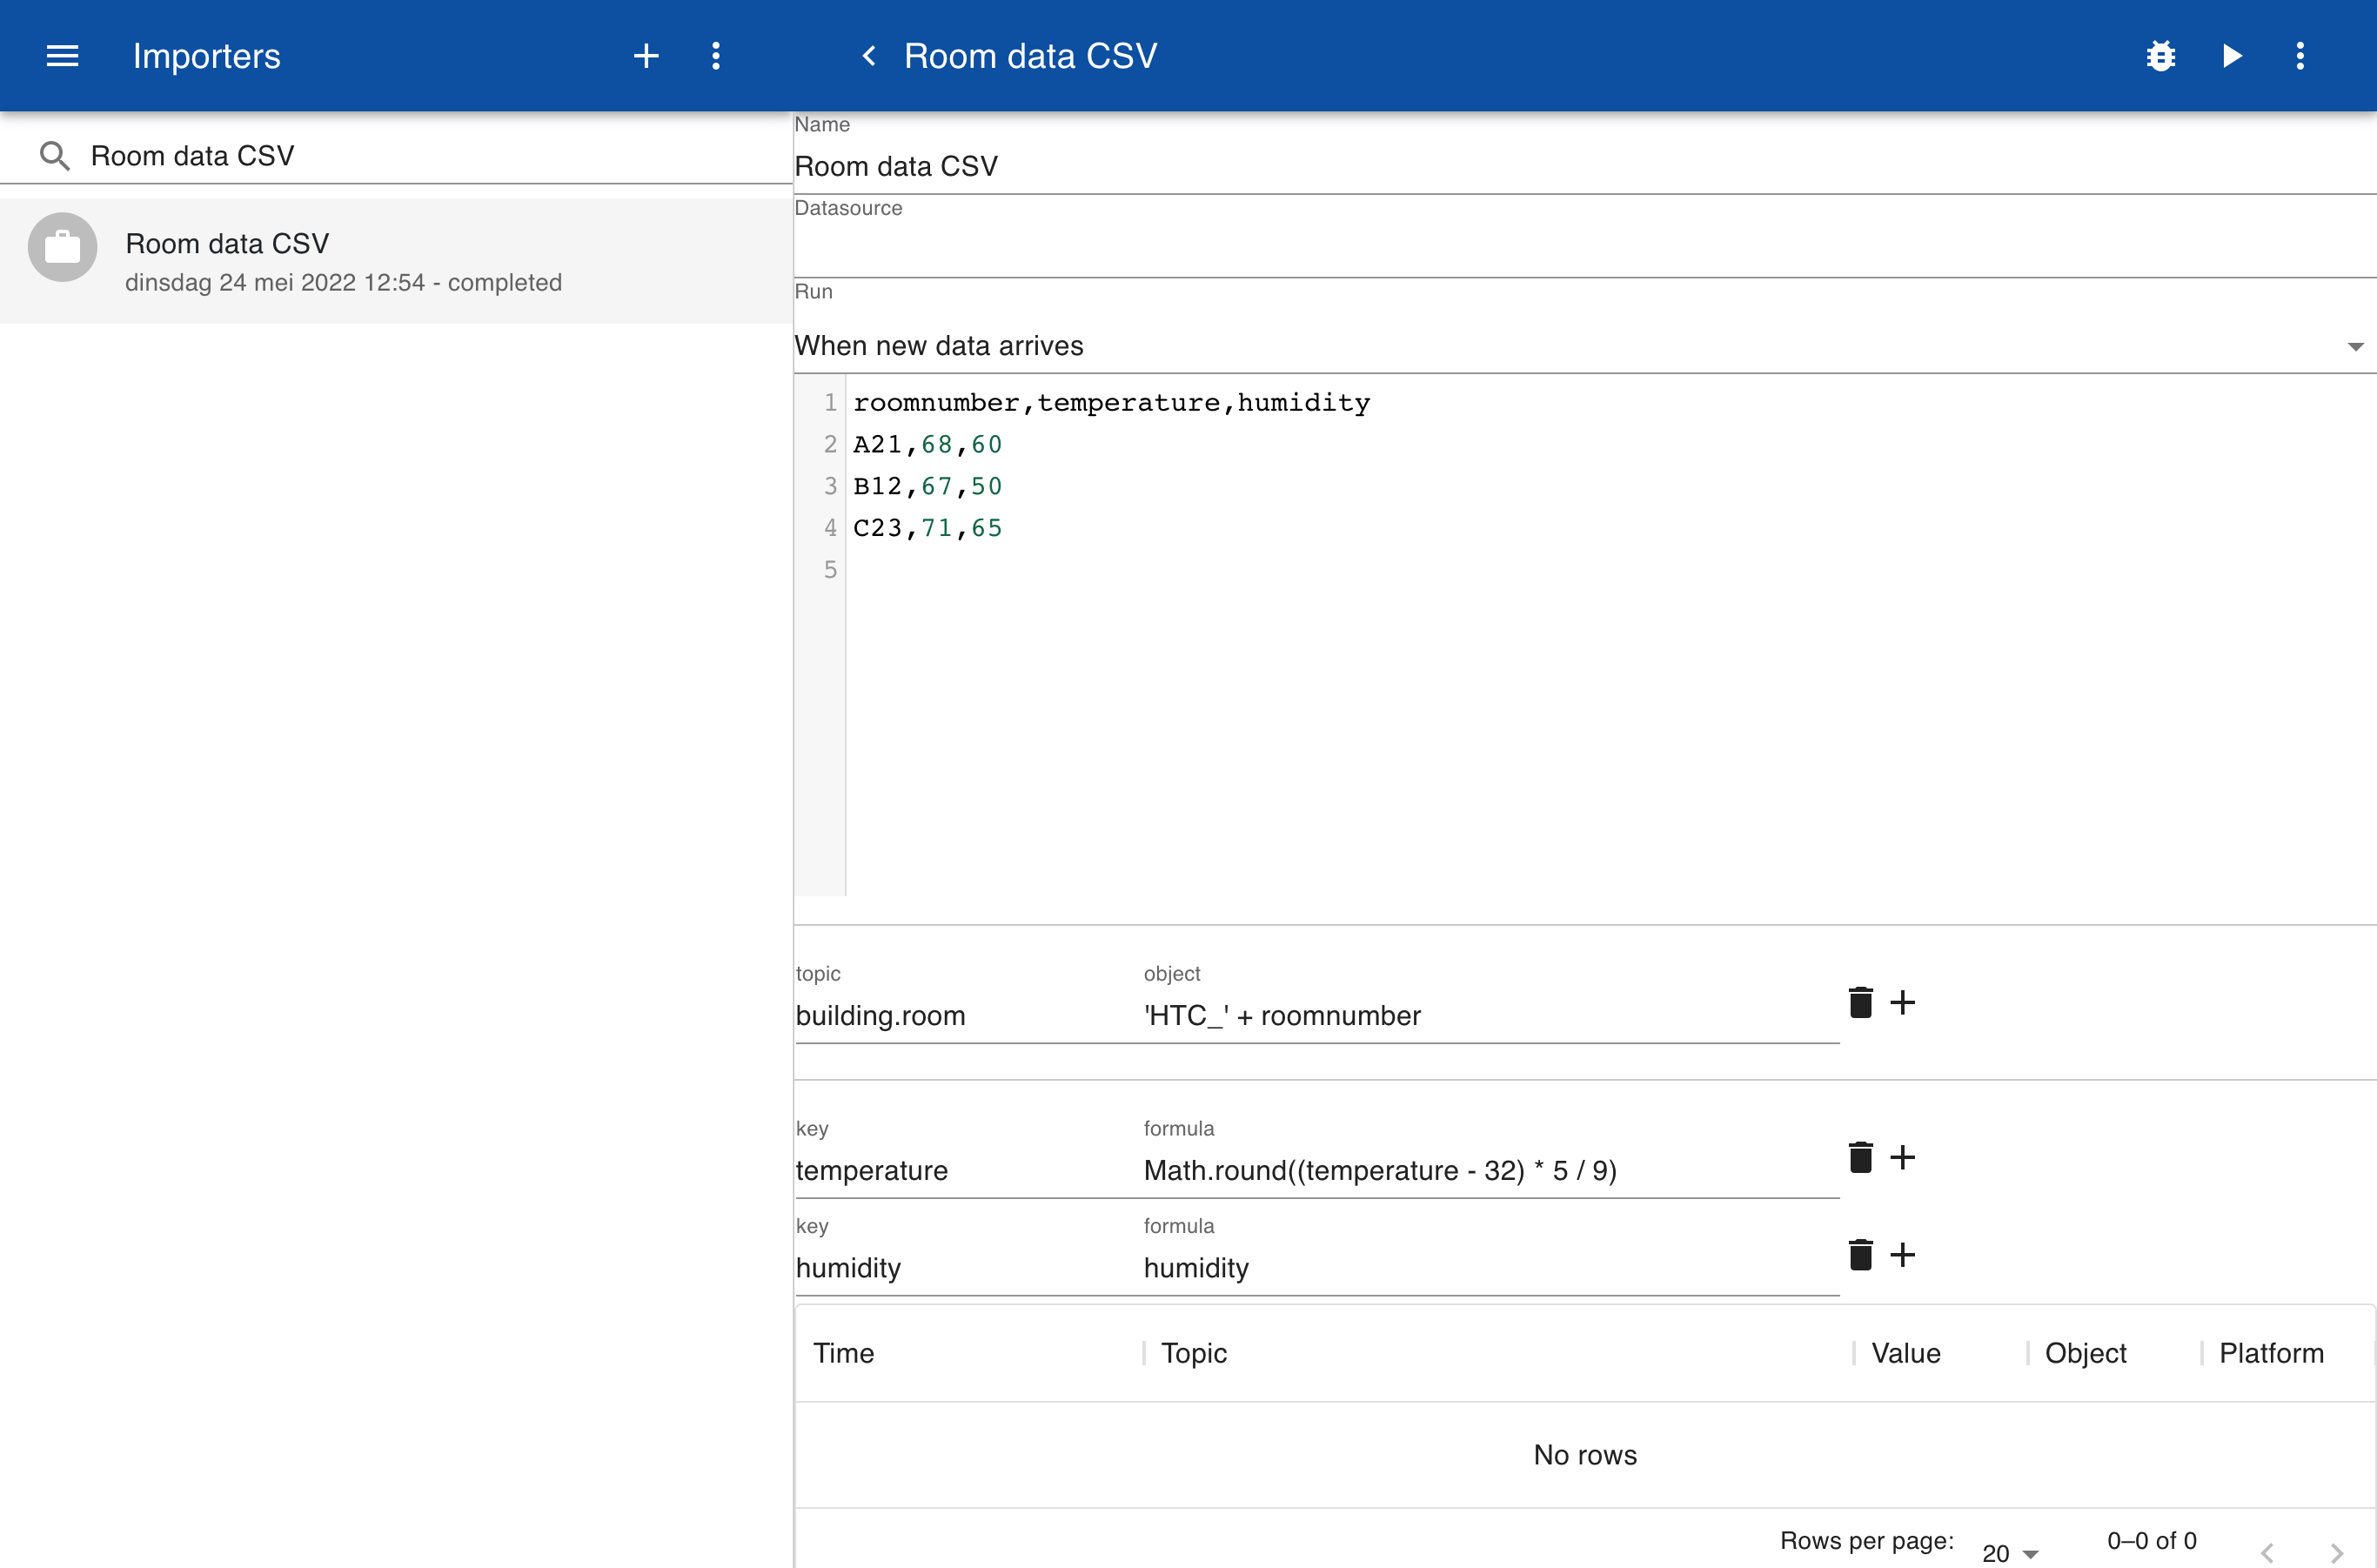 Importers
Room data CSV
Room data CSV
Room data CSV
dinsdag 24 mei 2022 12:54 - completed
Name
Room data CSV
Datasource
Run
When new data arrives
1 roomnumber,temperature,humidity
2 A21,68,60
3 B12,67,50
4 C23,71,65
5
topic object
building.room 'HTC_' + roomnumber
key formula
temperature Math.round((temperature - 32) * 5 / 9)
key formula
humidity humidity
Time Topic Value Object Platform
No rows
Rows per page: 20 0–0 of 0